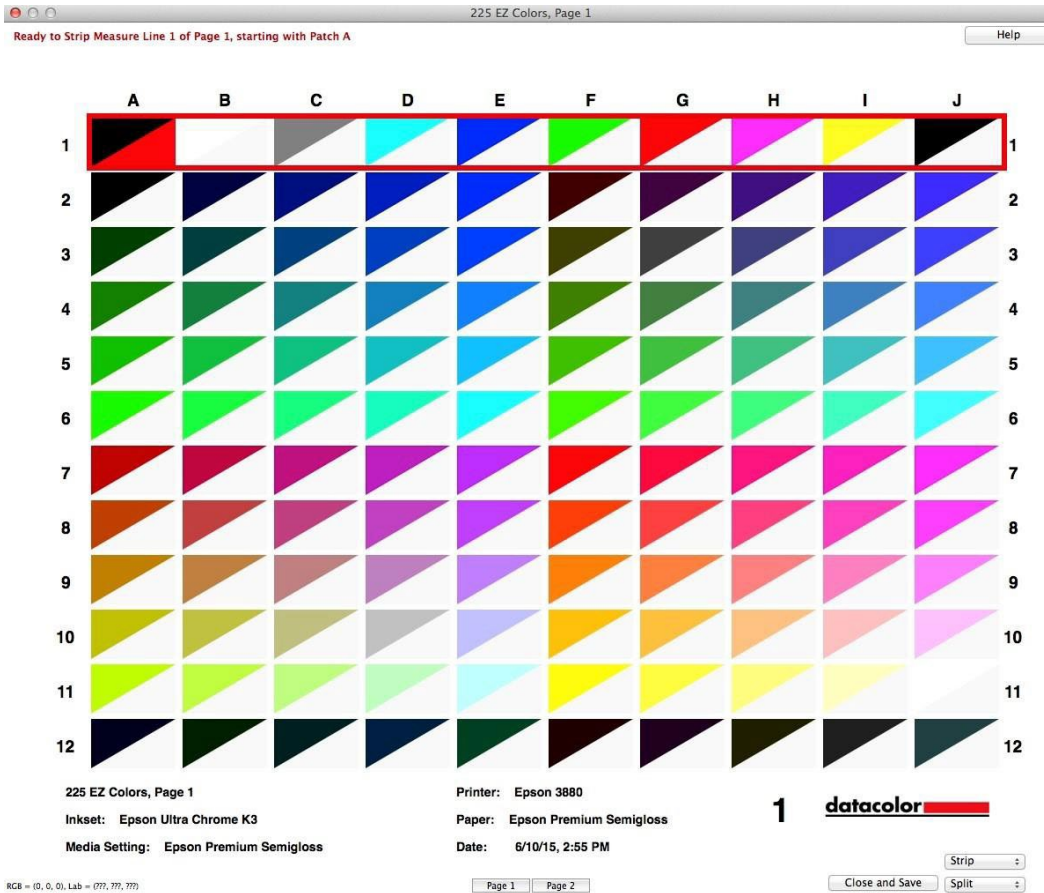 225 EZ Colors, Page 1
Ready to Strip Measure Line 1 of Page 1, starting with Patch A
Help
A B C D E F G H I J
1 1
2 2
3 3
4 4
5 5
6 6
7 7
8 8
9 9
10 10
11 11
12 12
225 EZ Colors, Page 1
Printer: Epson 3880
1 datacolor
Inkset: Epson Ultra Chrome K3
Paper: Epson Premium Semigloss
Media Setting: Epson Premium Semigloss
Date: 6/10/15, 2:55 PM
Strip
RGB = (0, 0, 0), Lab = (???, ???, ???)
Page 1 Page 2
Close and Save
Split